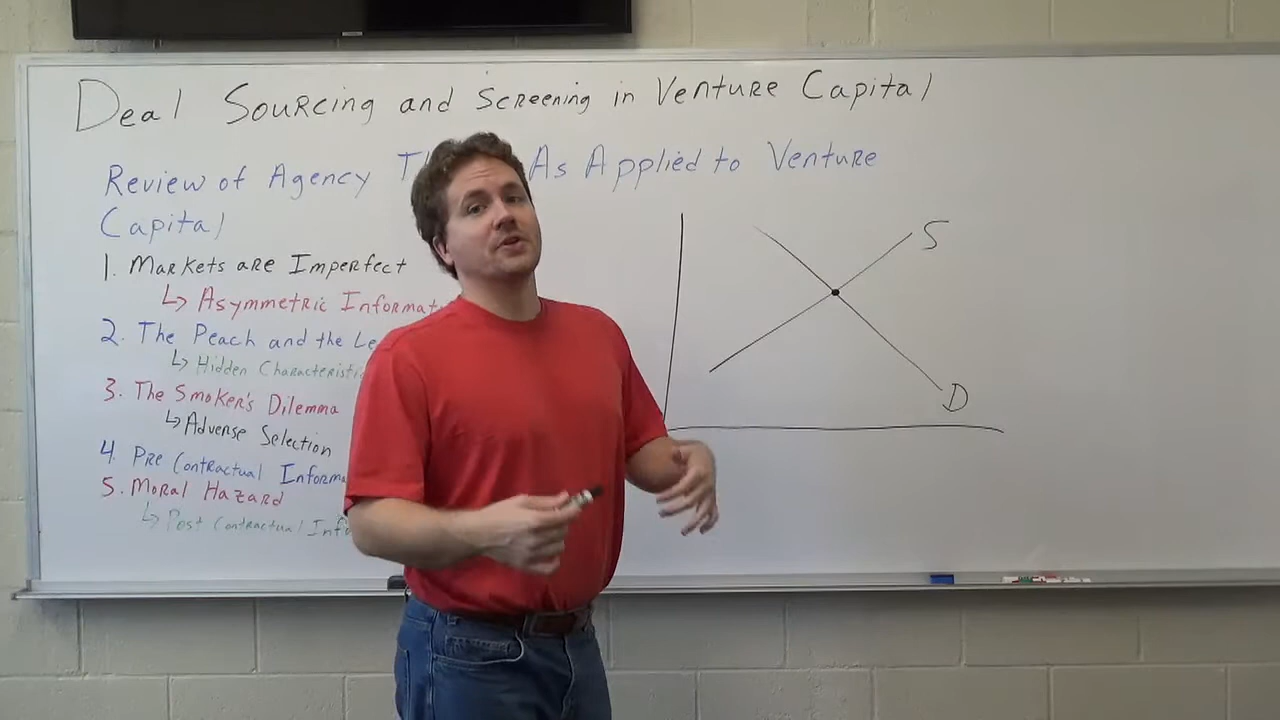 Deal Sourcing and Screening in Venture Capital
Review of Agency As Applied to Venture
Capital
1. Markets are Imperfect
↳ Asymmetric Informat
2. The Peach and the Le
↳ Hidden Characteristi
3. The Smoker's Dilemma
↳ Adverse Selection
4. Pre Contractual Informa
5. Moral Hazard
↳ Post Contractual Info
S
D